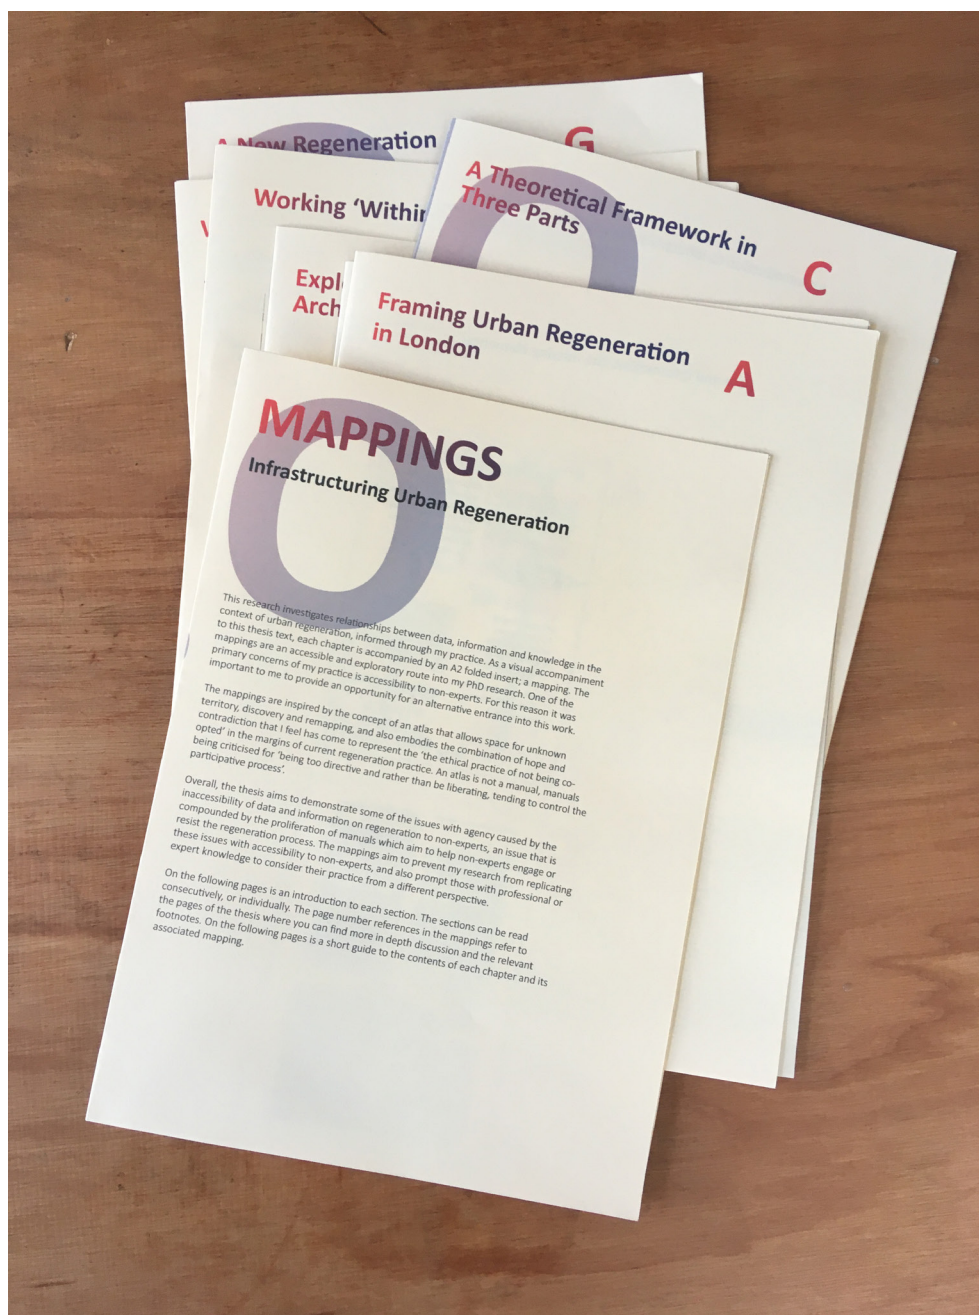 A New Regeneration
G
Working ‘Within
A Theoretical Framework in
Three Parts
C
Expl
Arch
Framing Urban Regeneration
in London
A
O
MAPPINGS
Infrastructuring Urban Regeneration
This research investigates relationships between data, information and knowledge in the
context of urban regeneration, informed through my practice. As a visual accompaniment
to this thesis text, each chapter is accompanied by an A2 folded insert; a mapping. The
mappings are an accessible and exploratory route into my PhD research. One of the
primary concerns of my practice is accessibility to non-experts. For this reason it was
important to me to provide an opportunity for an alternative entrance into this work.
The mappings are inspired by the concept of an atlas that allows space for unknown
territory, discovery and remapping, and also embodies the combination of hope and
contradiction that I feel has come to represent the ‘the ethical practice of not being co-
opted’ in the margins of current regeneration practice. An atlas is not a manual, manuals
being criticised for ‘being too directive and rather than be liberating, tending to control the
participative process’.
Overall, the thesis aims to demonstrate some of the issues with agency caused by the
inaccessibility of data and information on regeneration to non-experts, an issue that is
compounded by the proliferation of manuals which aim to help non-experts engage or
resist the regeneration process. The mappings aim to prevent my research from replicating
these issues with accessibility to non-experts, and also prompt those with professional or
expert knowledge to consider their practice from a different perspective.
On the following pages is an introduction to each section. The sections can be read
consecutively, or individually. The page number references in the mappings refer to
the pages of the thesis where you can find more in depth discussion and the relevant
footnotes. On the following pages is a short guide to the contents of each chapter and its
associated mapping.